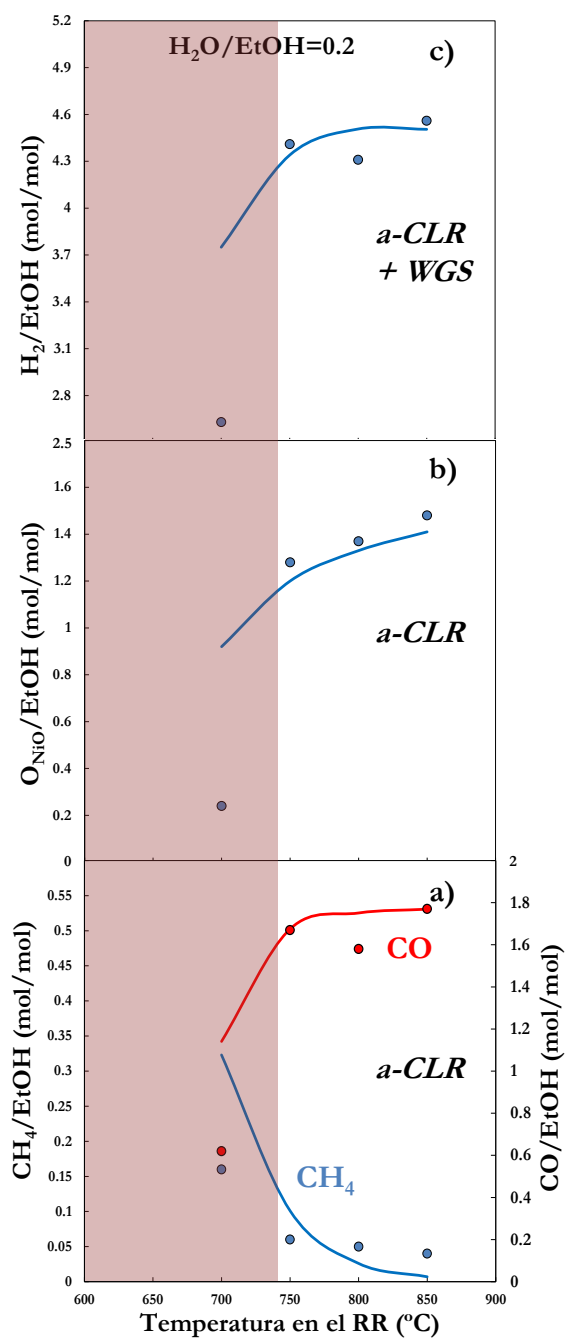 H₂O/EtOH=0.2
c)
5.2
4.9
4.6
4.3
4
3.7
3.4
3.1
2.8
2.5
H₂/EtOH (mol/mol)
a-CLR
+ WGS
b)
1.6
1.4
1.2
1
0.8
0.6
0.4
0.2
0
O_NiO/EtOH (mol/mol)
a-CLR
a)
0.55
0.5
0.45
0.4
0.35
0.3
0.25
0.2
0.15
0.1
0.05
0
CH₄/EtOH (mol/mol)
CO
a-CLR
CH₄
2
1.8
1.6
1.4
1.2
1
0.8
0.6
0.4
0.2
0
CO/EtOH (mol/mol)
600 650 700 750 800 850 900
Temperatura en el RR (ºC)